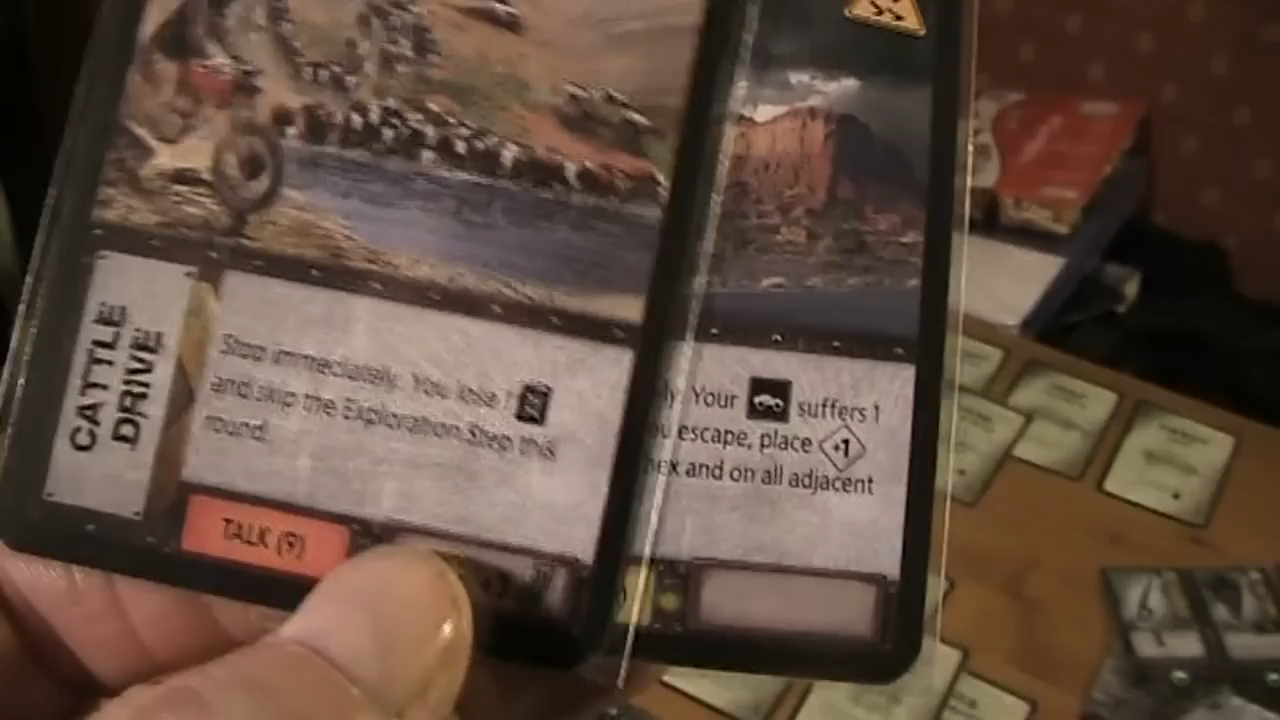 CATTLE
DRIVE
Stop immediately. You lose 1
and skip the Exploration Step this
round.
TALK (9)
Your suffers 1
escape, place +1
and on all adjacent